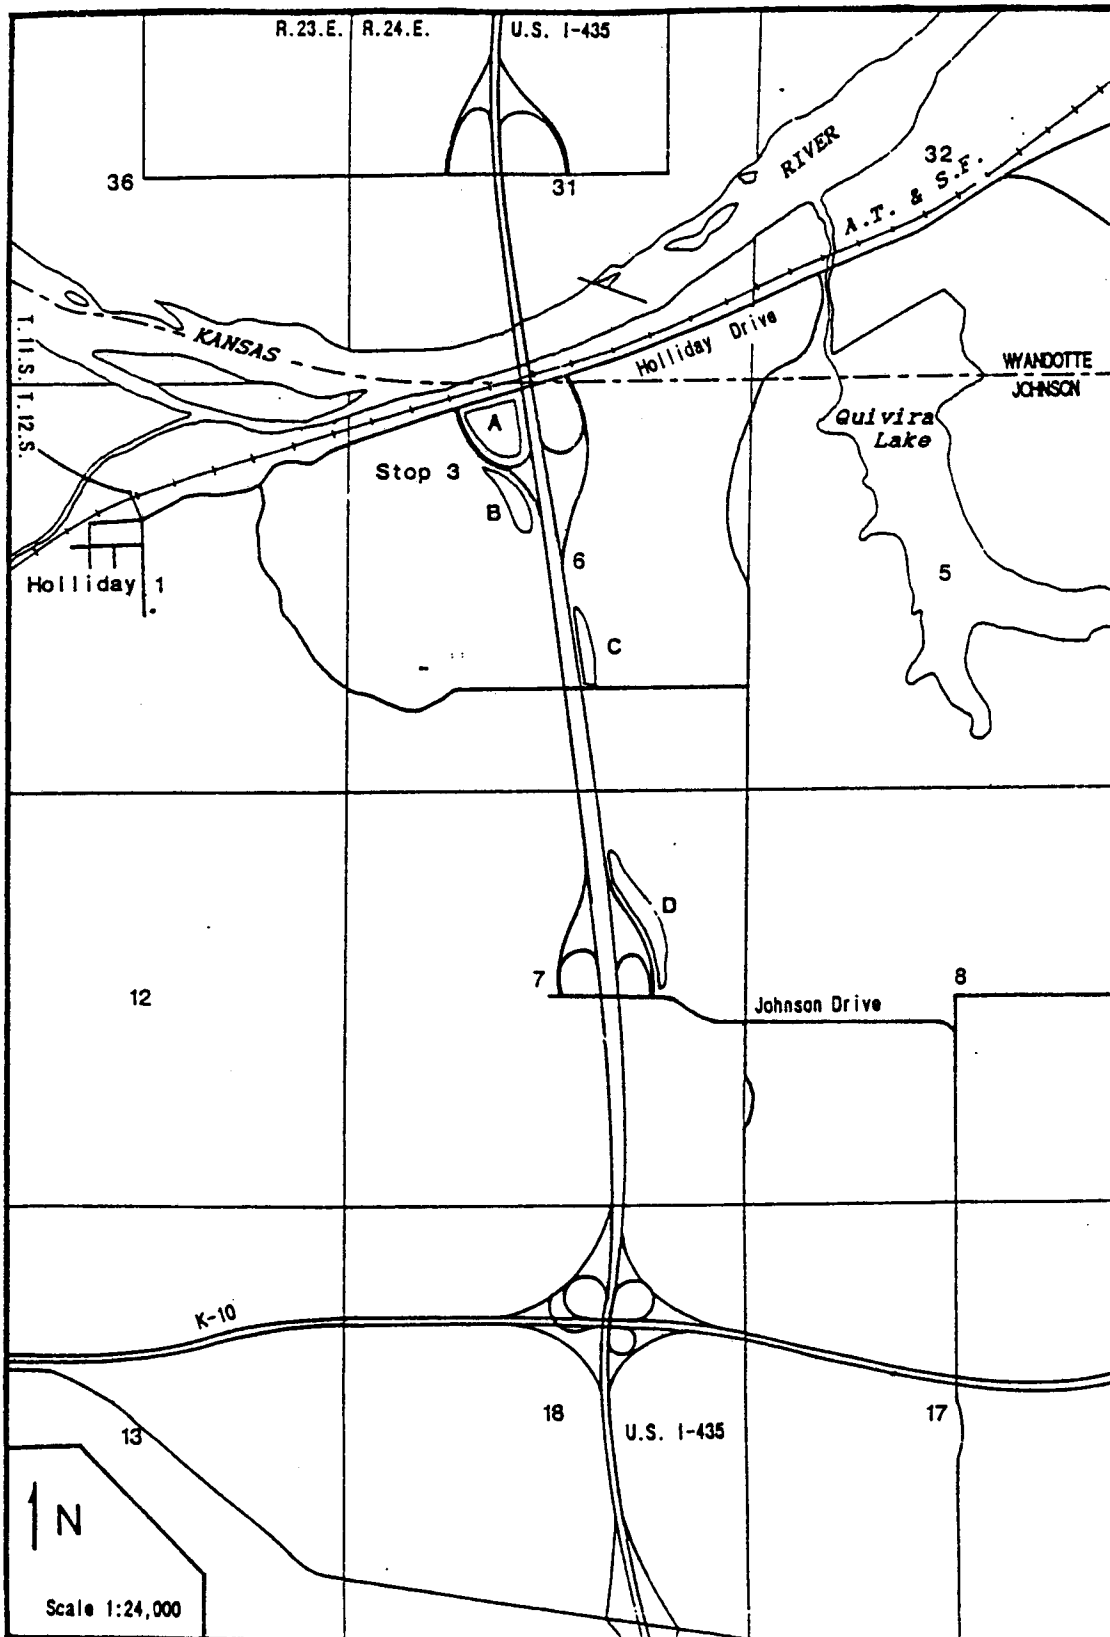 R.23.E. R.24.E. U.S. I-435
36
31
32
RIVER
A.T. & S.F.
KANSAS
T.11.S. T.12.S.
Holliday Drive
WYANDOTTE
JOHNSON
Quivira
Lake
A
Stop 3
B
6
5
Holliday 1
C
D
7
8
12
Johnson Drive
K-10
18
17
13
U.S. I-435
N
Scale 1:24,000